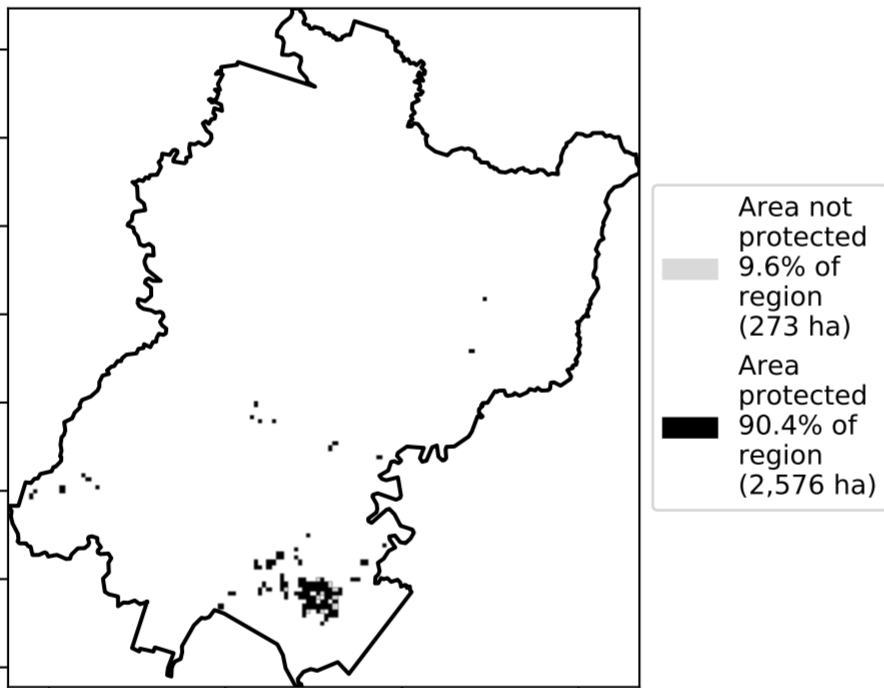 Area not
protected
9.6% of
region
(273 ha)
Area
protected
90.4% of
region
(2,576 ha)